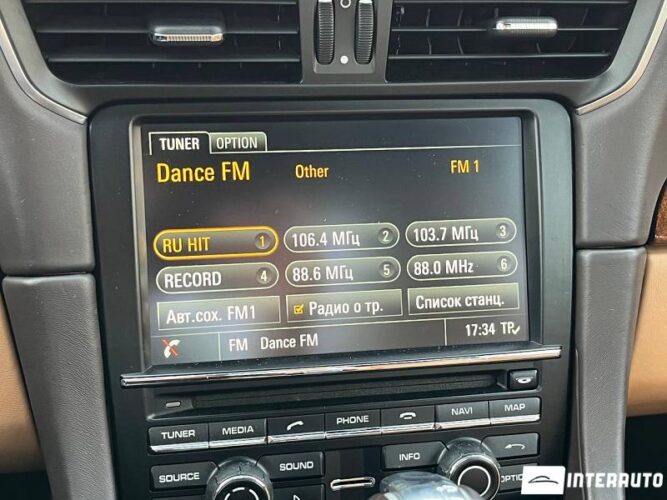 TUNER OPTION
Dance FM Other FM 1
RU HIT 1 106.4 МГц 2 103.7 МГц 3
RECORD 4 88.6 МГц 5 88.0 MHz 6
Авт.сох. FM1 Радио о тр. Список станц.
FM Dance FM 17:34 TP
TUNER MEDIA PHONE NAVI MAP
SOURCE SOUND INFO OPTION
INTERAUTO